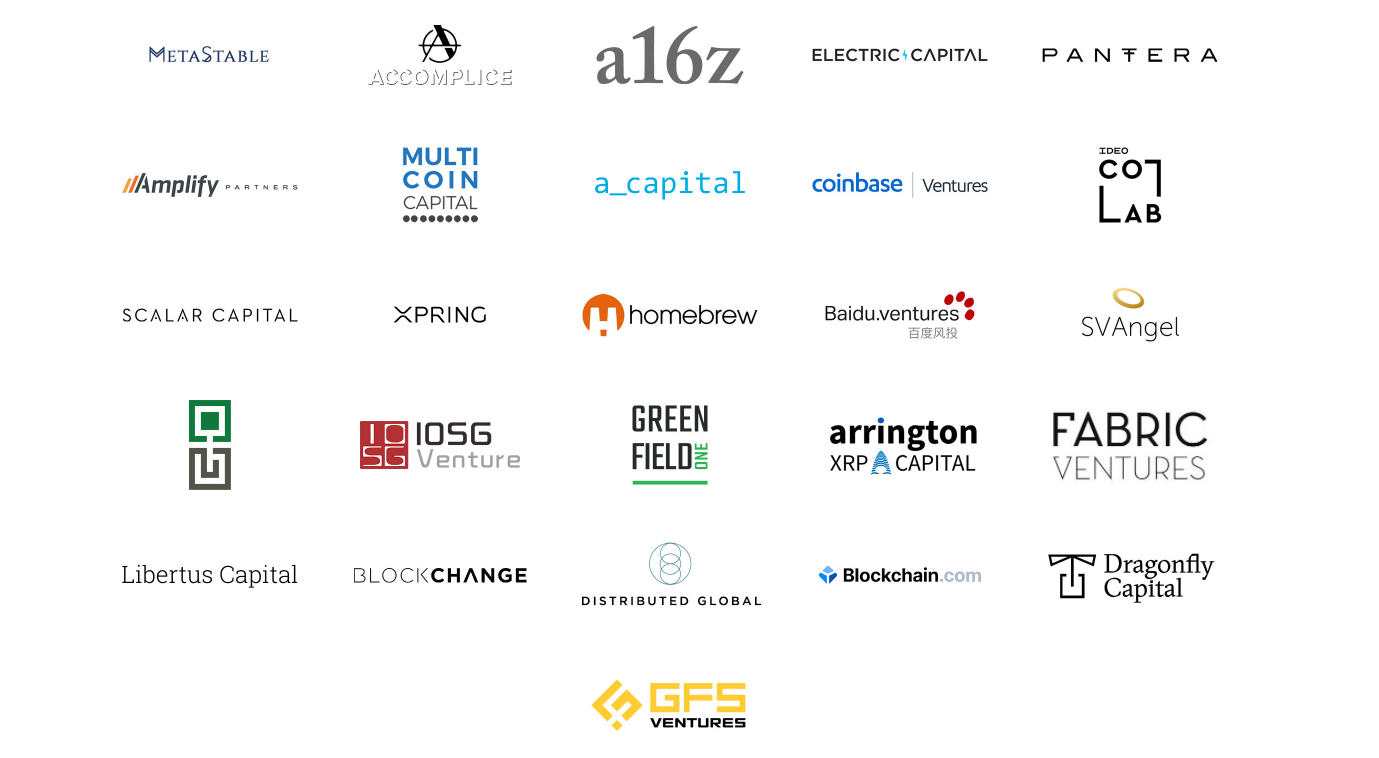 METASTABLE
ACCOMPLICE
a16z
ELECTRIC CAPITAL
PANTERA
Amplify PARTNERS
MULTI
COIN
CAPITAL
a_capital
coinbase Ventures
IDEO
CO
LAB
SCALAR CAPITAL
XPRING
homebrew
Baidu.ventures
百度风投
SVAngel
IOSG
IOSG
Venture
GREEN
FIELD ONE
arrington
XRP CAPITAL
FABRIC
VENTURES
Libertus Capital
BLOCKCHANGE
DISTRIBUTED GLOBAL
Blockchain.com
Dragonfly
Capital
GFS
VENTURES